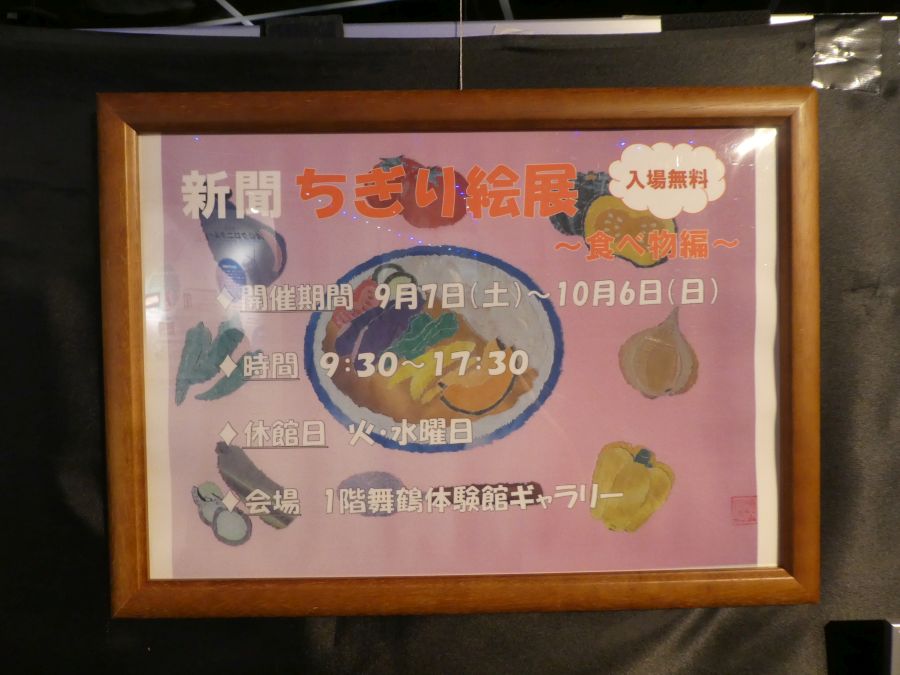 新聞 ちぎり絵展
入場無料
～食べ物編～
◆開催期間 9月7日(土)～10月6日(日)
◆時間 9:30～17:30
◆休館日 火・水曜日
◆会場 1階舞鶴体験館ギャラリー